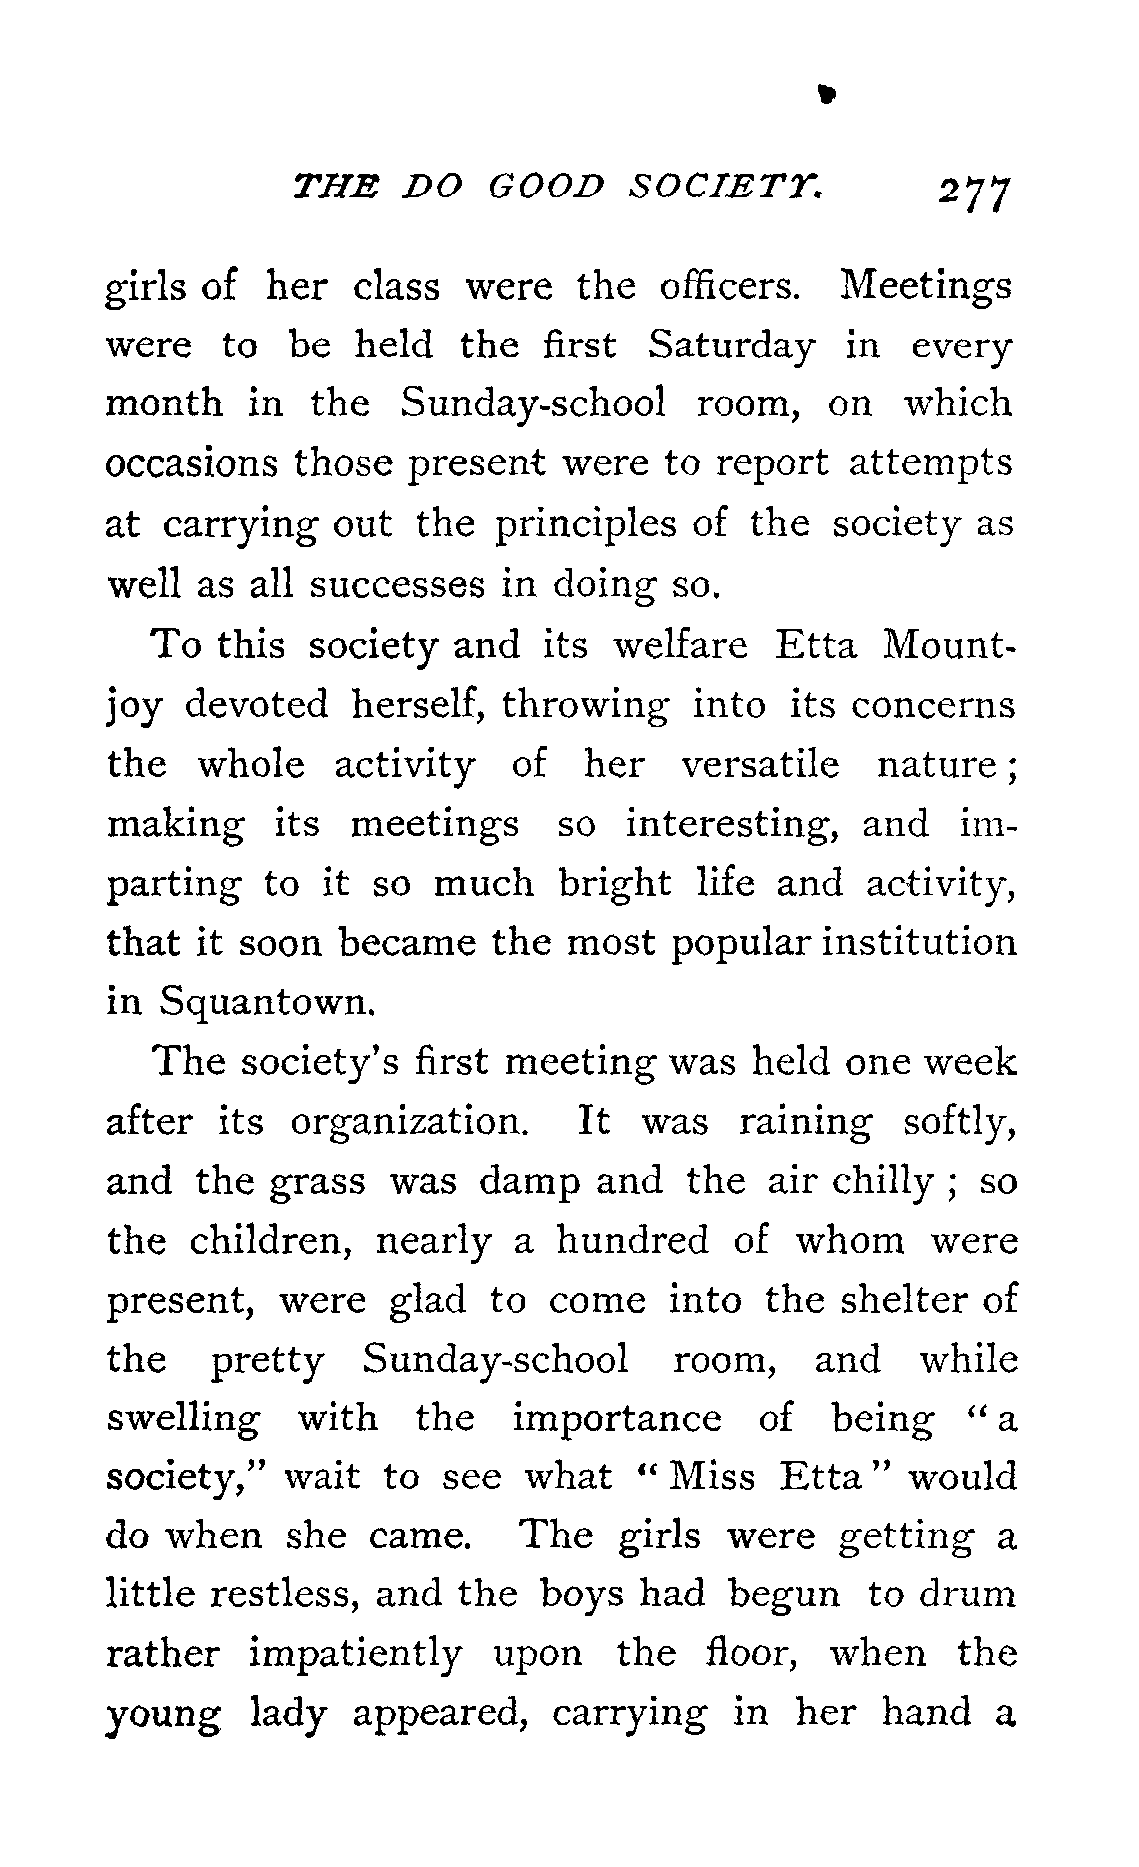 THE DO GOOD SOCIETY. 277
girls of her class were the officers. Meetings
were to be held the first Saturday in every
month in the Sunday-school room, on which
occasions those present were to report attempts
at carrying out the principles of the society as
well as all successes in doing so.
To this society and its welfare Etta Mount-
joy devoted herself, throwing into its concerns
the whole activity of her versatile nature ;
making its meetings so interesting, and im-
parting to it so much bright life and activity,
that it soon became the most popular institution
in Squantown.
The society's first meeting was held one week
after its organization. It was raining softly,
and the grass was damp and the air chilly ; so
the children, nearly a hundred of whom were
present, were glad to come into the shelter of
the pretty Sunday-school room, and while
swelling with the importance of being " a
society," wait to see what " Miss Etta " would
do when she came. The girls were getting a
little restless, and the boys had begun to drum
rather impatiently upon the floor, when the
young lady appeared, carrying in her hand a